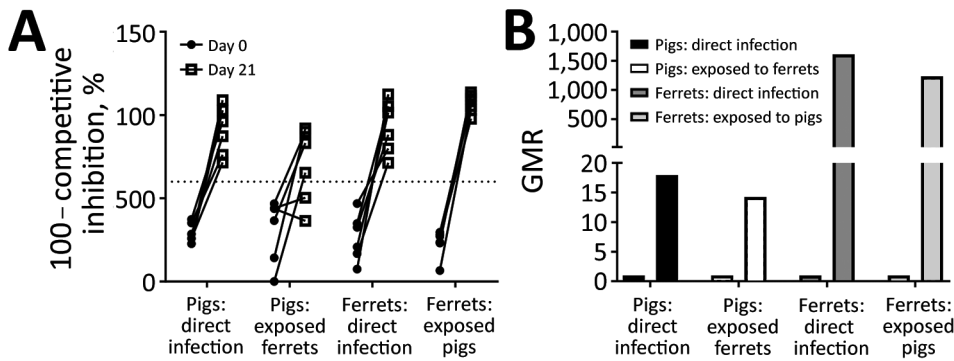 A
150
100
500
0
100–competitive
inhibition, %
Day 0
Day 21
Pigs:
direct
infection
Pigs:
exposed
ferrets
Ferrets:
direct
infection
Ferrets:
exposed
pigs
B
1,000
1,500
1,000
500
20
15
10
5
0
GMR
Pigs: direct infection
Pigs: exposed to ferrets
Ferrets: direct infection
Ferrets: exposed to pigs
Pigs:
direct
infection
Pigs:
exposed
ferrets
Ferrets:
direct
infection
Ferrets:
exposed
pigs